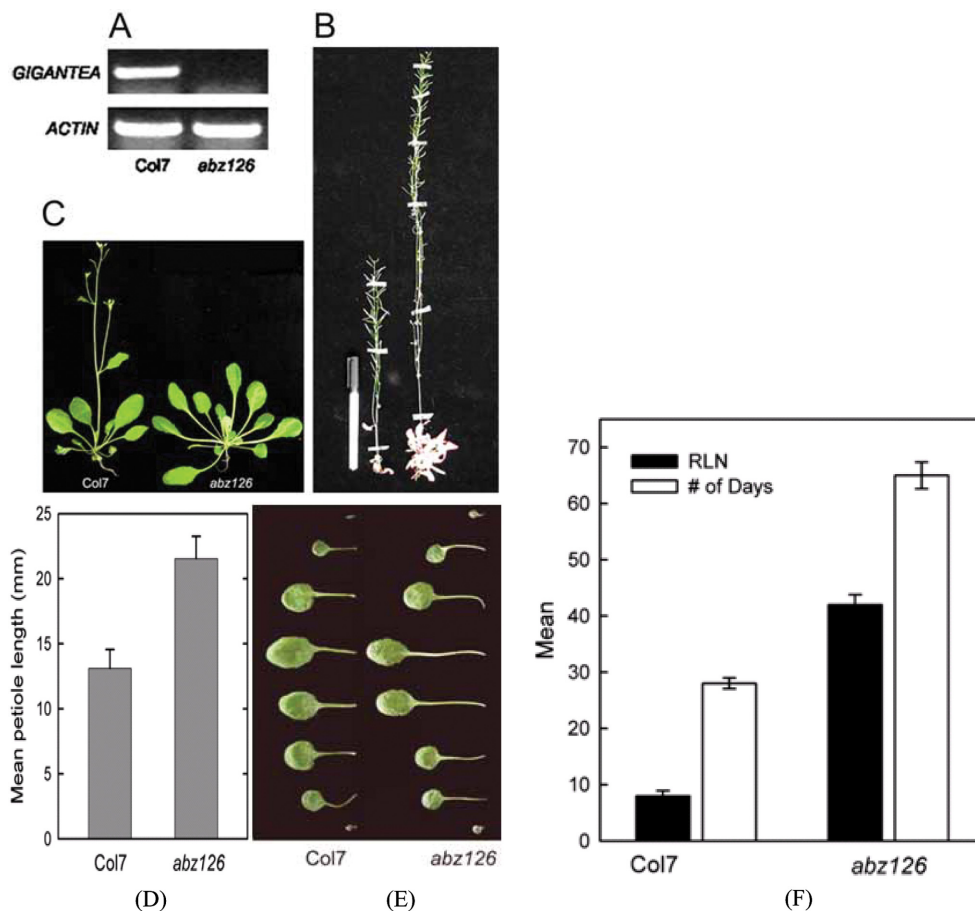 A
B
GIGANTEA
ACTIN
Col7 abz126
C
Col7 abz126
25
20
15
10
5
0
Mean petiole length (mm)
Col7 abz126
(D)
Col7 abz126
(E)
70
60
50
40
30
20
10
0
Mean
RLN
# of Days
Col7 abz126
(F)